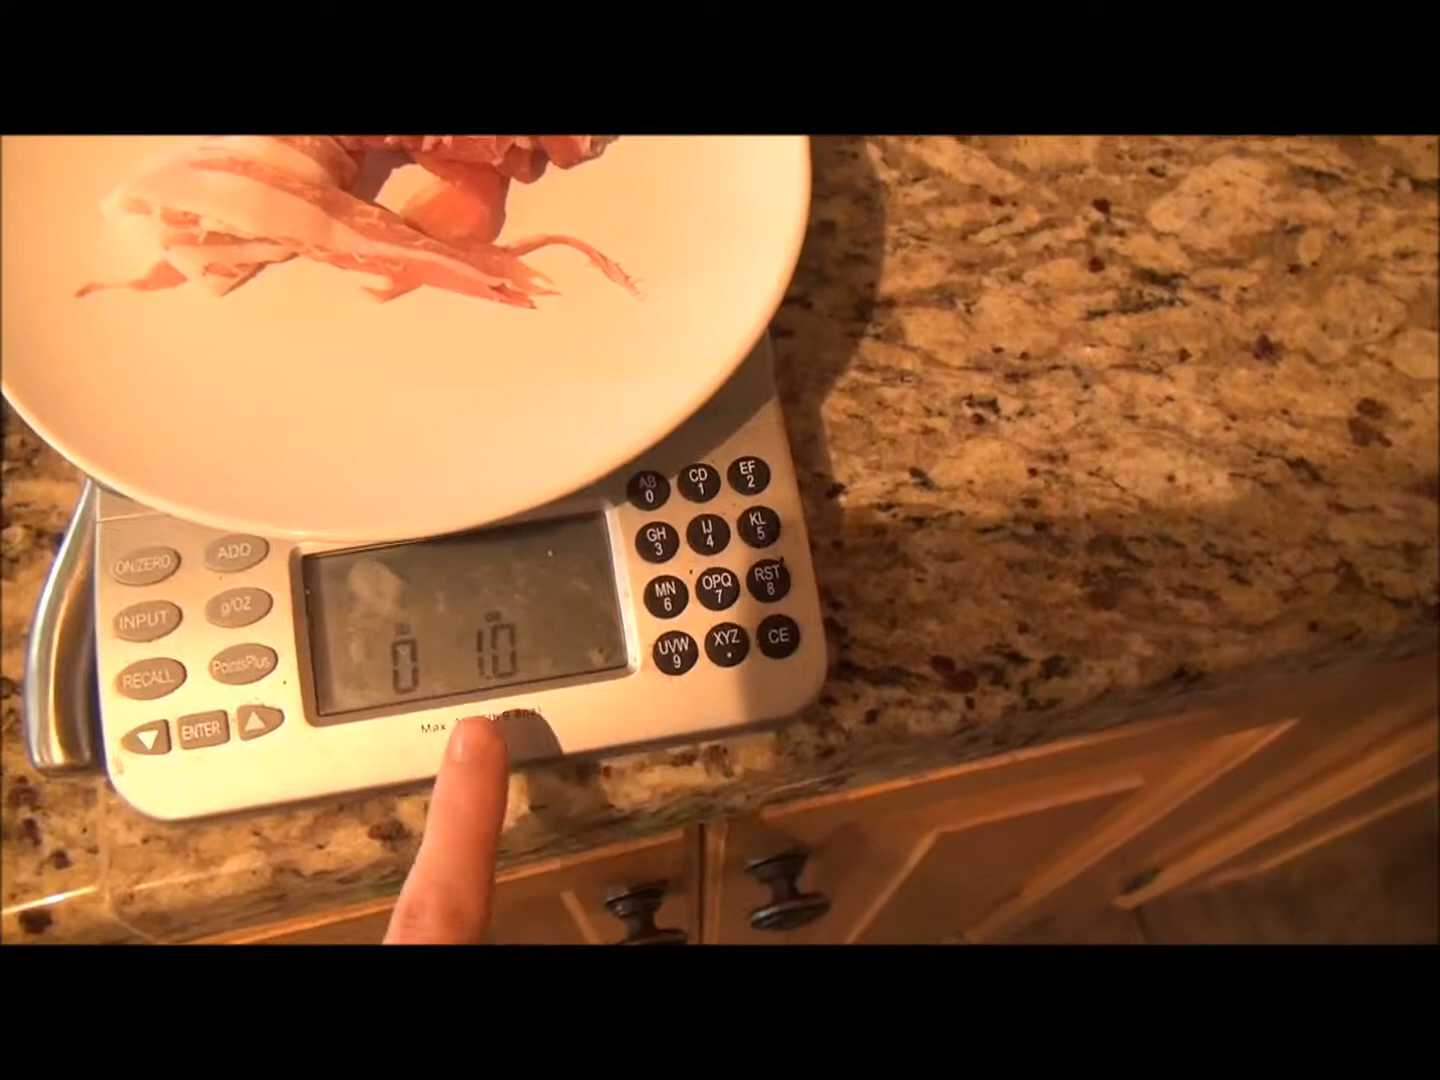 AB 0
CD 1
EF 2
GH 3
IJ 4
KL 5
MN 6
OPQ 7
RST 8
UVW 9
XYZ .
CE
ON/ZERO
ADD
INPUT
g/OZ
RECALL
PointsPlus
ENTER
0 1.0
Max